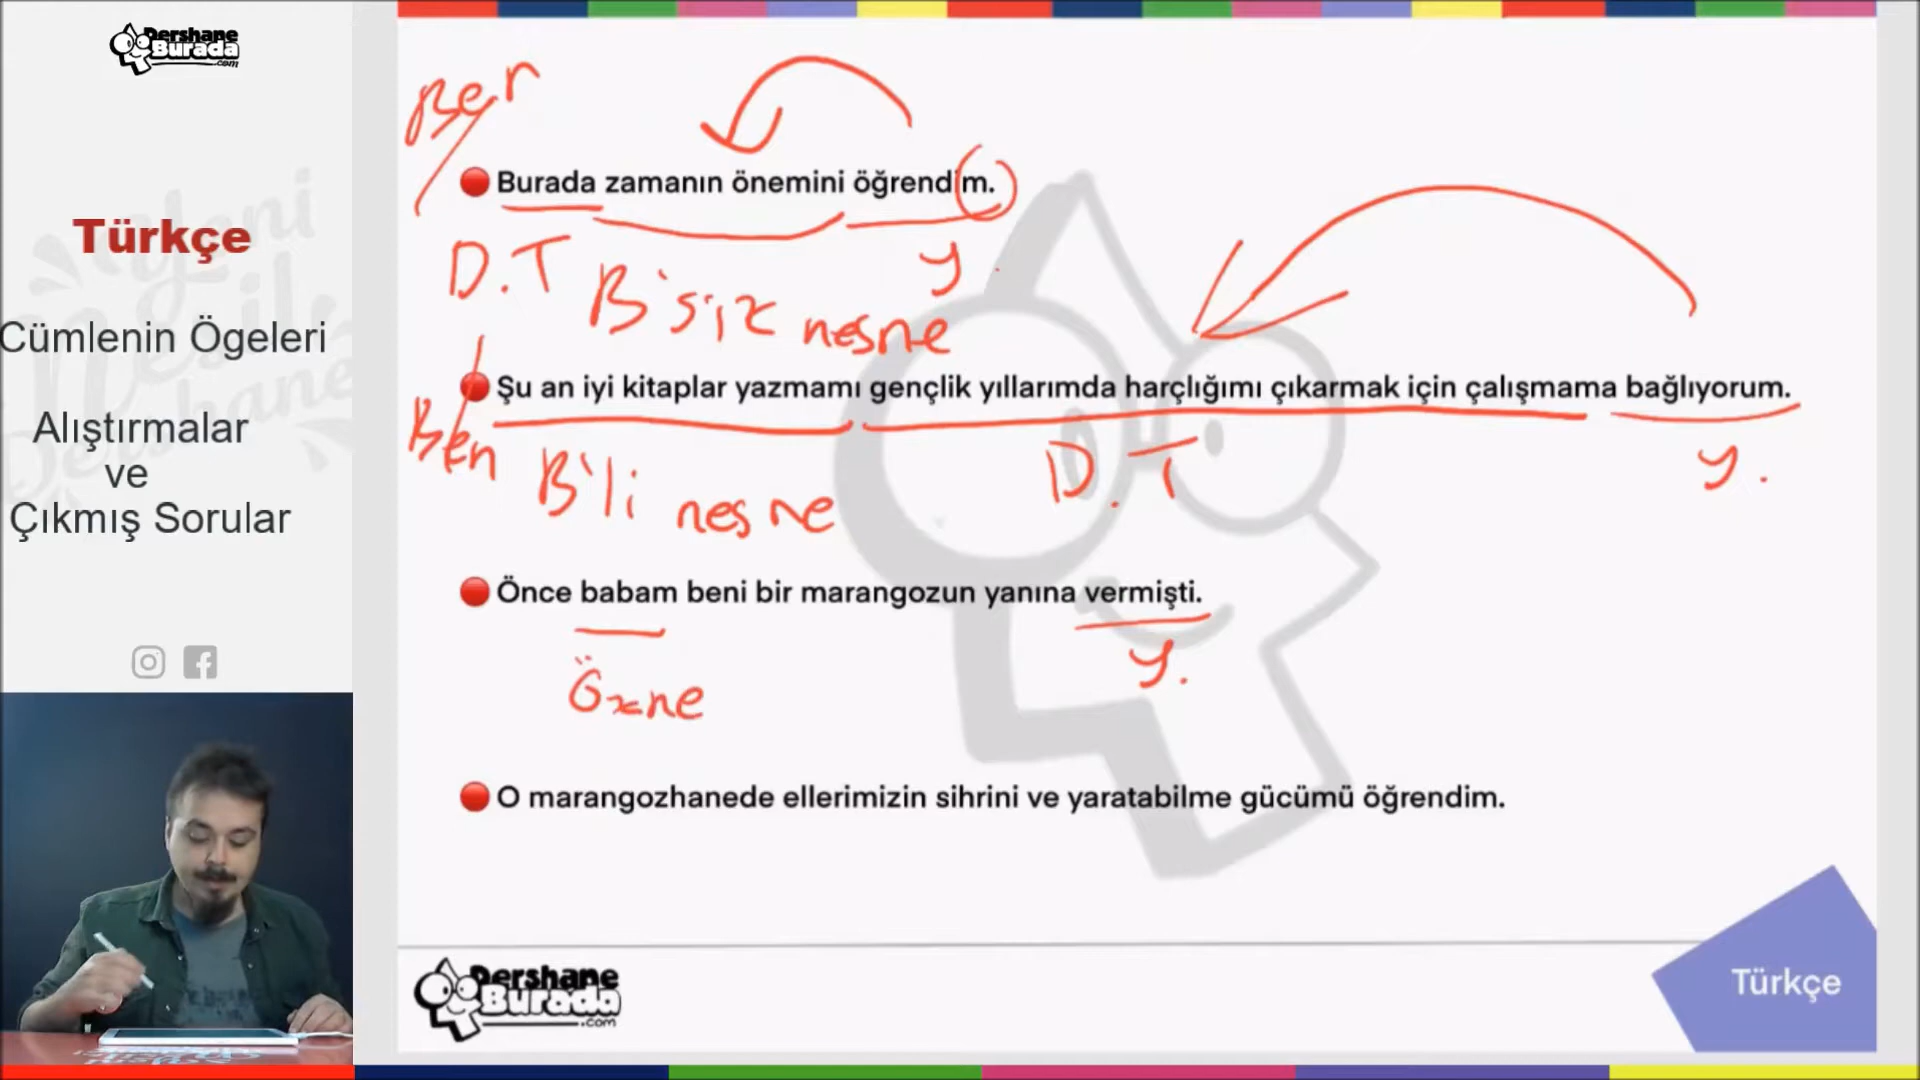 Dershane
Burada
.com
Türkçe
Cümlenin Ögeleri
Alıştırmalar
ve
Çıkmış Sorular
Ben
Burada zamanın önemini öğrendim.
D.T
B'siz nesne
y.
Şu an iyi kitaplar yazmamı gençlik yıllarımda harçlığımı çıkarmak için çalışmama bağlıyorum.
Ben
B'li nesne
D.T
y.
Önce babam beni bir marangozun yanına vermişti.
Özne
y.
O marangozhanede ellerimizin sihrini ve yaratabilme gücümü öğrendim.
Dershane
Burada
.com
Türkçe